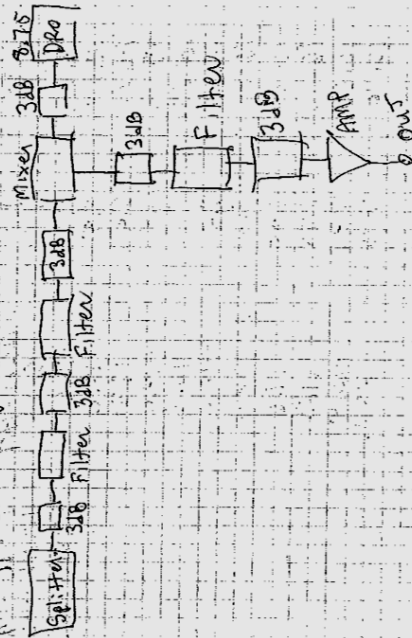 Splitter
3dB
Filter
3dB
Filter
3dB
Mixer
3dB
8.75
DRO
3dB
Filter
3dB
AMP
out